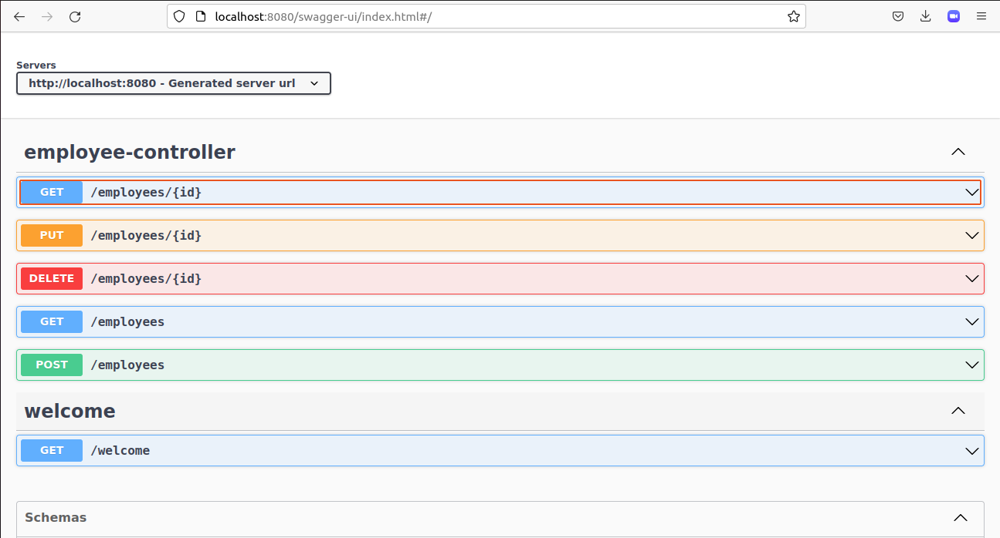 localhost:8080/swagger-ui/index.html#/
Servers
http://localhost:8080 - Generated server url
employee-controller
GET /employees/{id}
PUT /employees/{id}
DELETE /employees/{id}
GET /employees
POST /employees
welcome
GET /welcome
Schemas